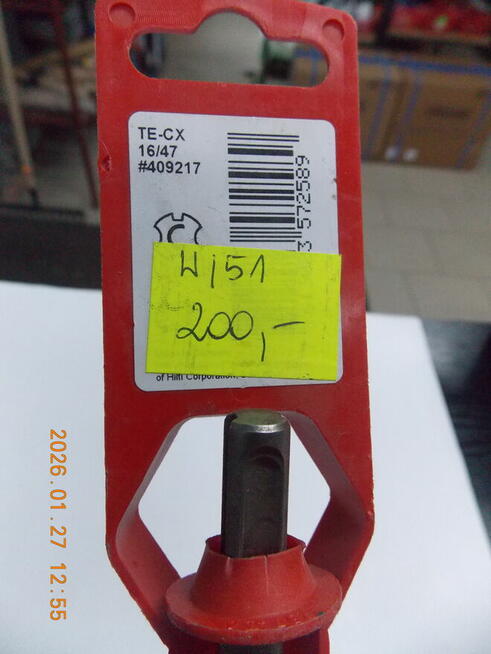 TE-CX
16/47
#409217
3 572589
W151
200,-
of Hilti Corporation,
2026.01.27 12:55